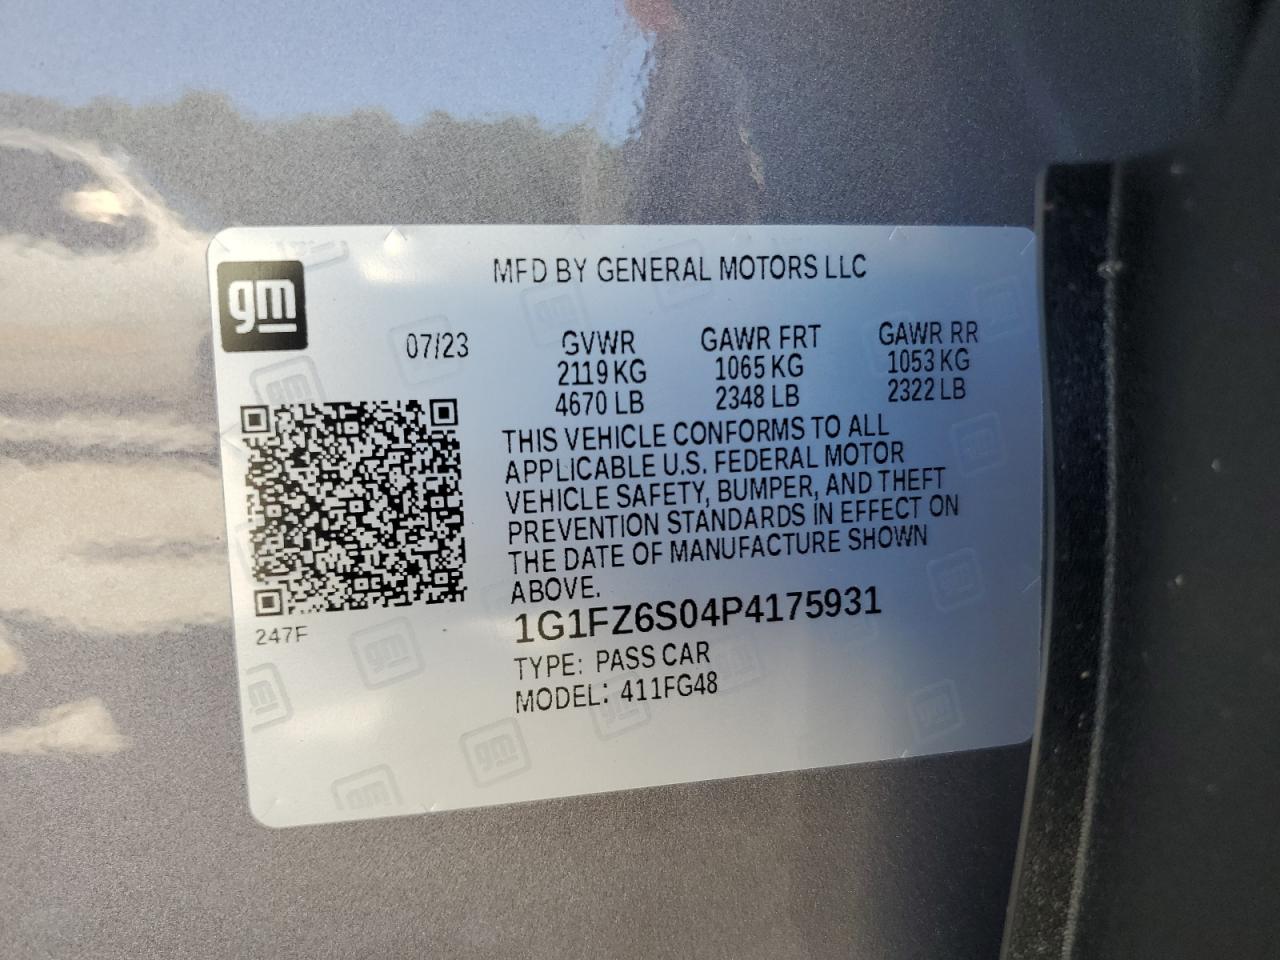 MFD BY GENERAL MOTORS LLC
gm
07/23 GVWR GAWR FRT GAWR RR
2119 KG 1065 KG 1053 KG
4670 LB 2348 LB 2322 LB
THIS VEHICLE CONFORMS TO ALL
APPLICABLE U.S. FEDERAL MOTOR
VEHICLE SAFETY, BUMPER, AND THEFT
PREVENTION STANDARDS IN EFFECT ON
THE DATE OF MANUFACTURE SHOWN
ABOVE.
1G1FZ6S04P4175931
247F
TYPE: PASS CAR
MODEL: 411FG48